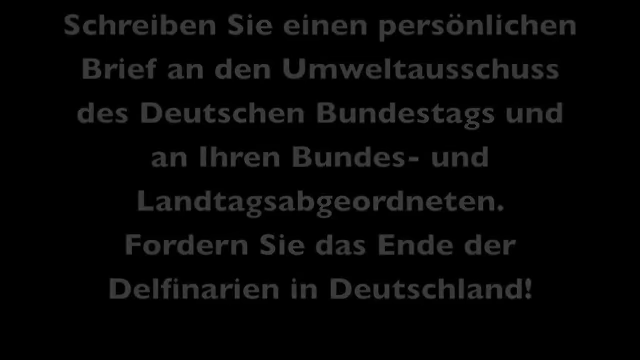 Schreiben Sie einen persönlichen
Brief an den Umweltausschuss
des Deutschen Bundestags und
an Ihren Bundes- und
Landtagsabgeordneten.
Fordern Sie das Ende der
Delfinarien in Deutschland!